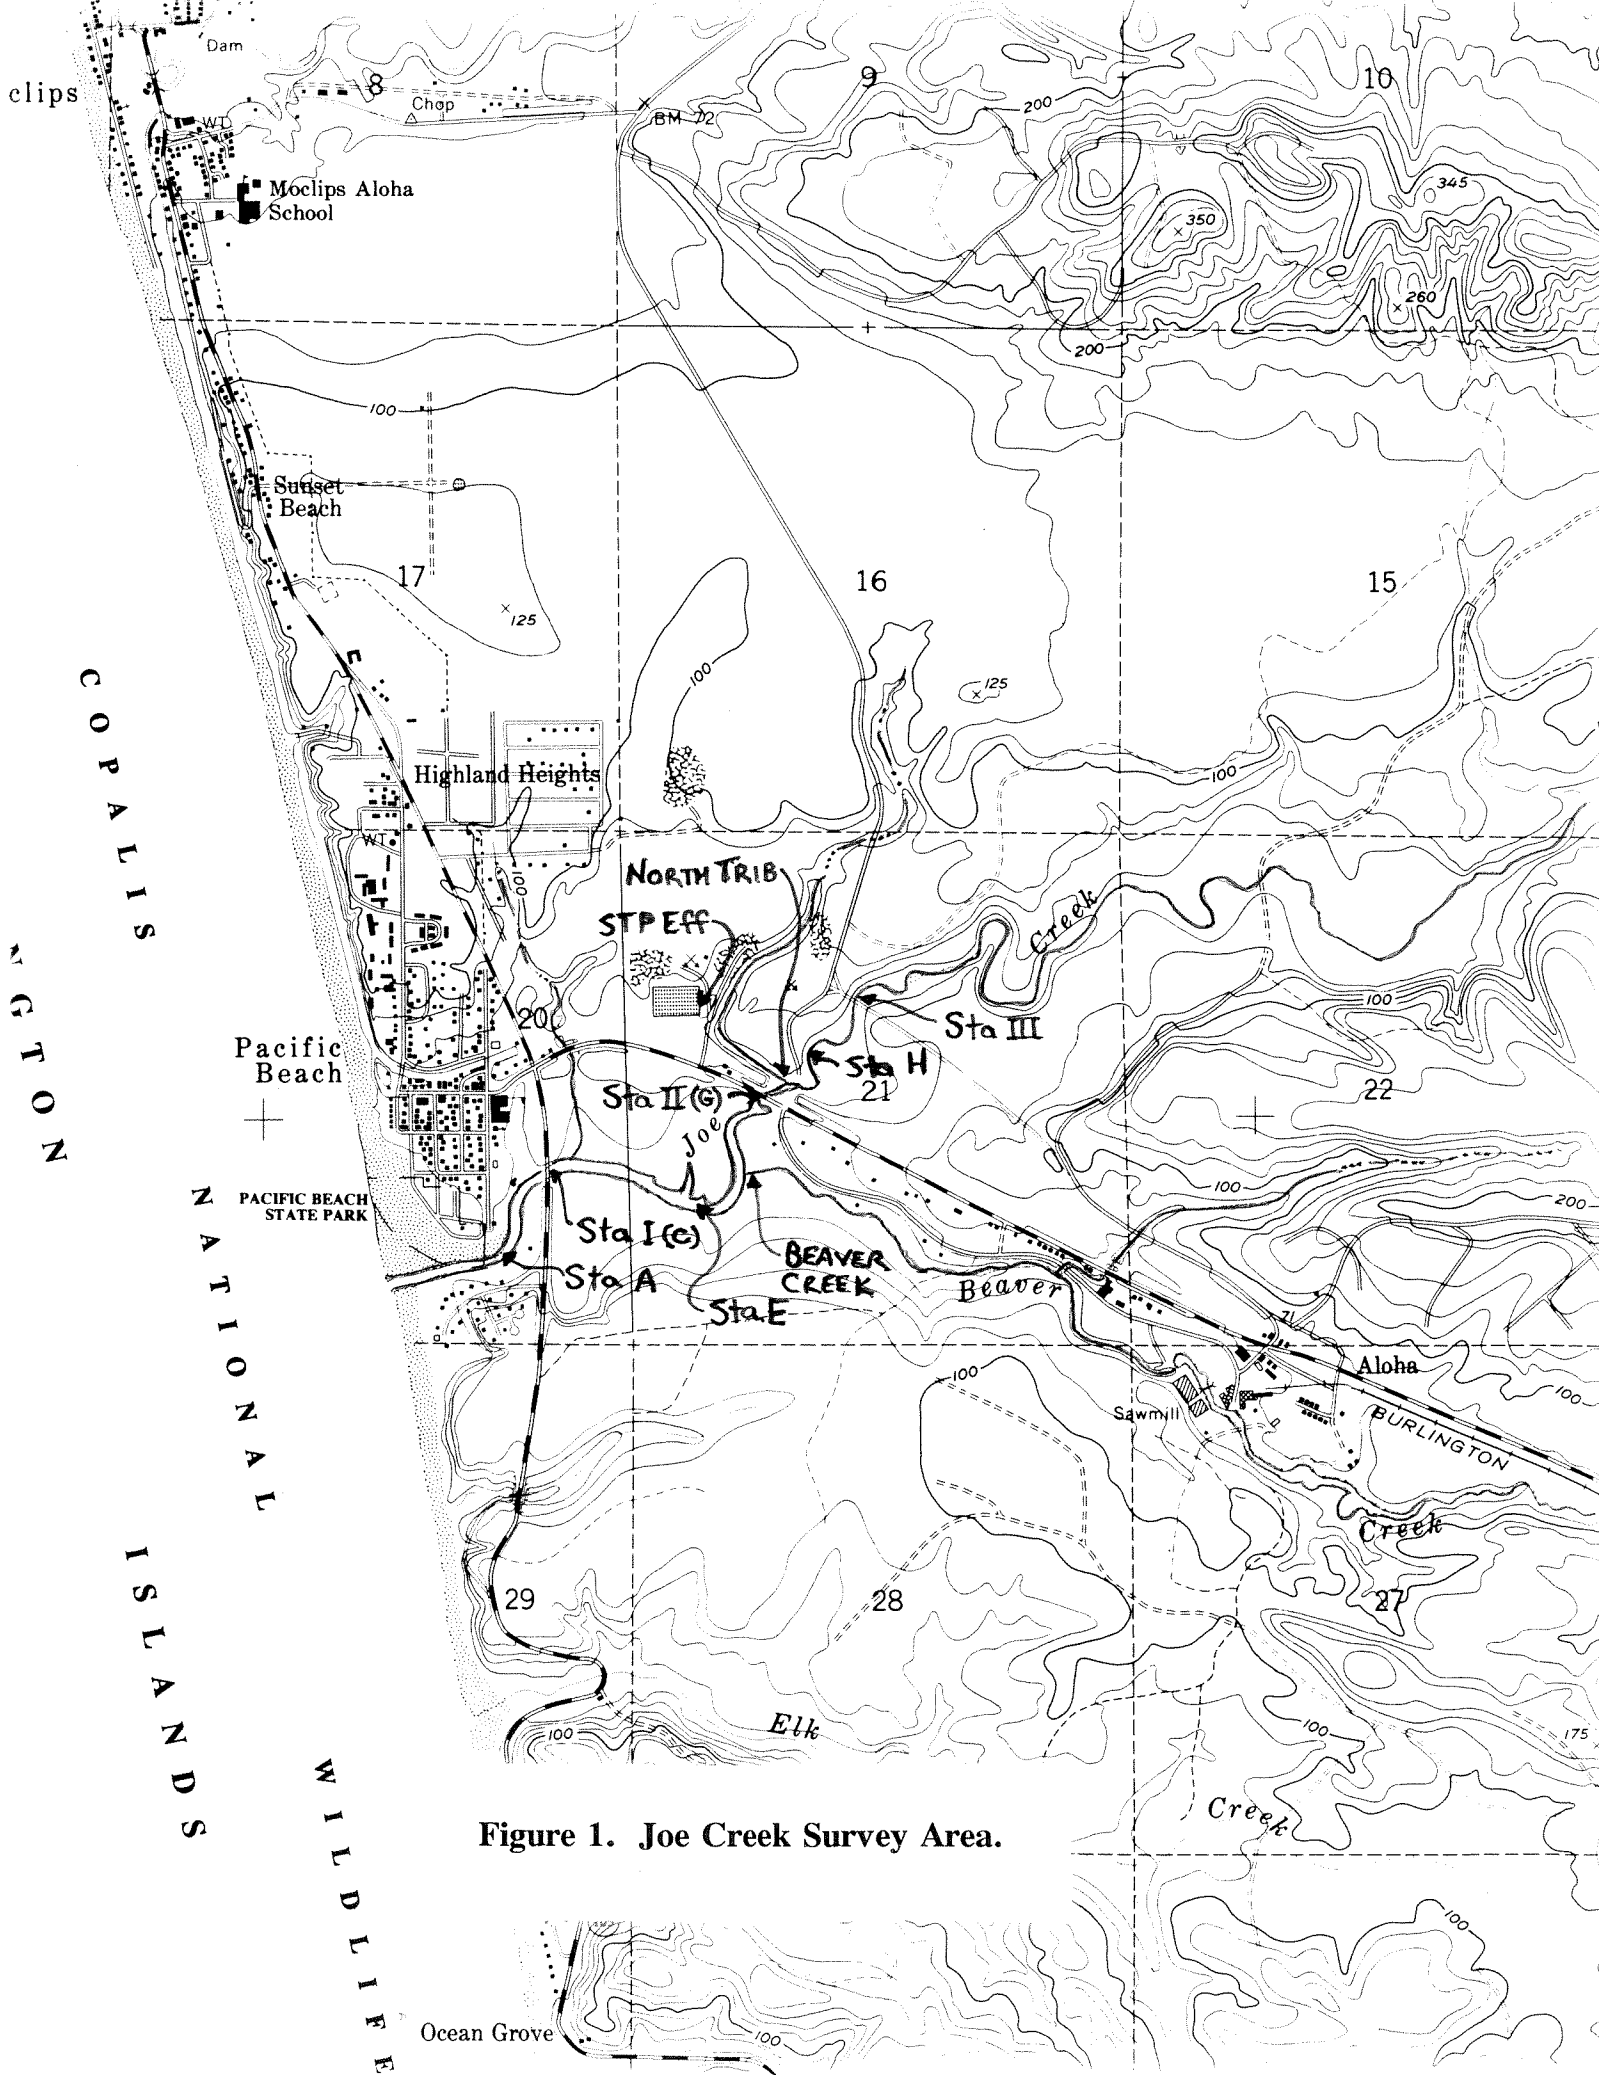 Dam
clips
8
Chop
9
10
200
WT
BM 72
Moclips Aloha
School
345
350
260
200
100
Sunset
Beach
17
16
15
125
125
100
Highland Heights
100
WT
NORTH TRIB
100
STP Eff
Creek
100
20
Sta III
Pacific
Beach
Sta H
Sta II (G)
21
22
Joe
PACIFIC BEACH
STATE PARK
100
200
Sta I (C)
BEAVER
CREEK
Sta A
Beaver
Sta E
71
Aloha
100
100
Sawmill
BURLINGTON
Creek
29
28
27
Elk
100
100
175
Creek
Figure 1. Joe Creek Survey Area.
100
Ocean Grove
100
COPALIS
NGTON
NATIONAL
ISLANDS
WILDLIFE